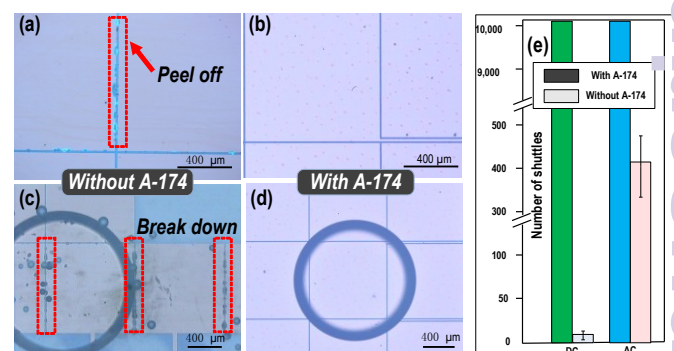 (a)
Peel off
400 μm
(b)
400 μm
Without A-174
With A-174
(c)
Break down
400 μm
(d)
400 μm
(e)
10,000
9,000
500
400
300
100
50
0
Number of shuttles
With A-174
Without A-174
DC
AC